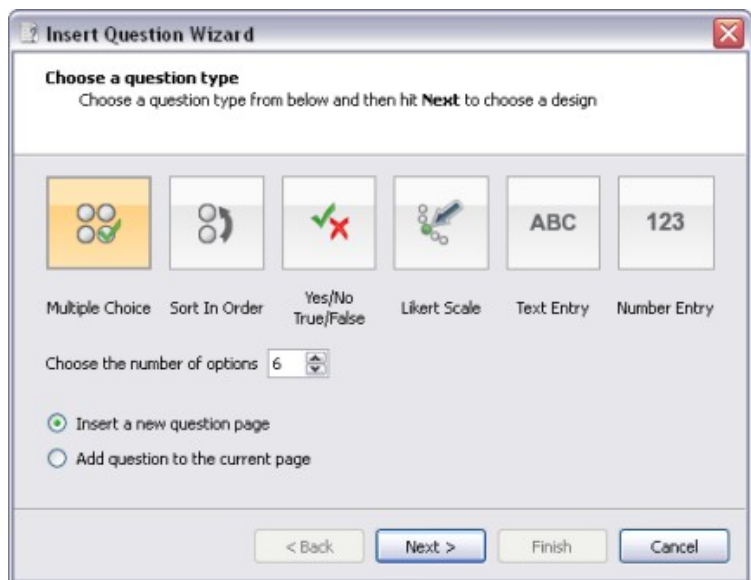 Insert Question Wizard
Choose a question type
Choose a question type from below and then hit Next to choose a design
ABC
123
Multiple Choice
Sort In Order
Yes/No
True/False
Likert Scale
Text Entry
Number Entry
Choose the number of options 6
Insert a new question page
Add question to the current page
< Back
Next >
Finish
Cancel